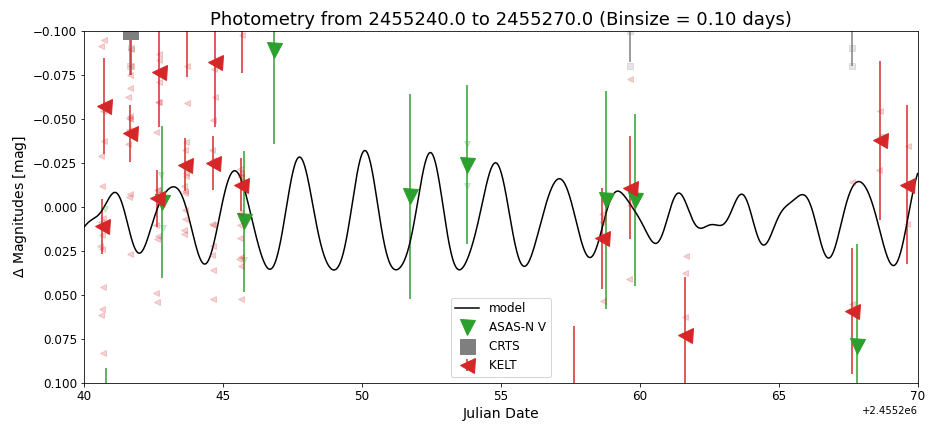 Photometry from 2455240.0 to 2455270.0 (Binsize = 0.10 days)
−0.100
−0.075
−0.050
−0.025
0.000
0.025
0.050
0.075
0.100
Δ Magnitudes [mag]
model
ASAS-N V
CRTS
KELT
40 45 50 55 60 65 70
Julian Date
+2.4552e6